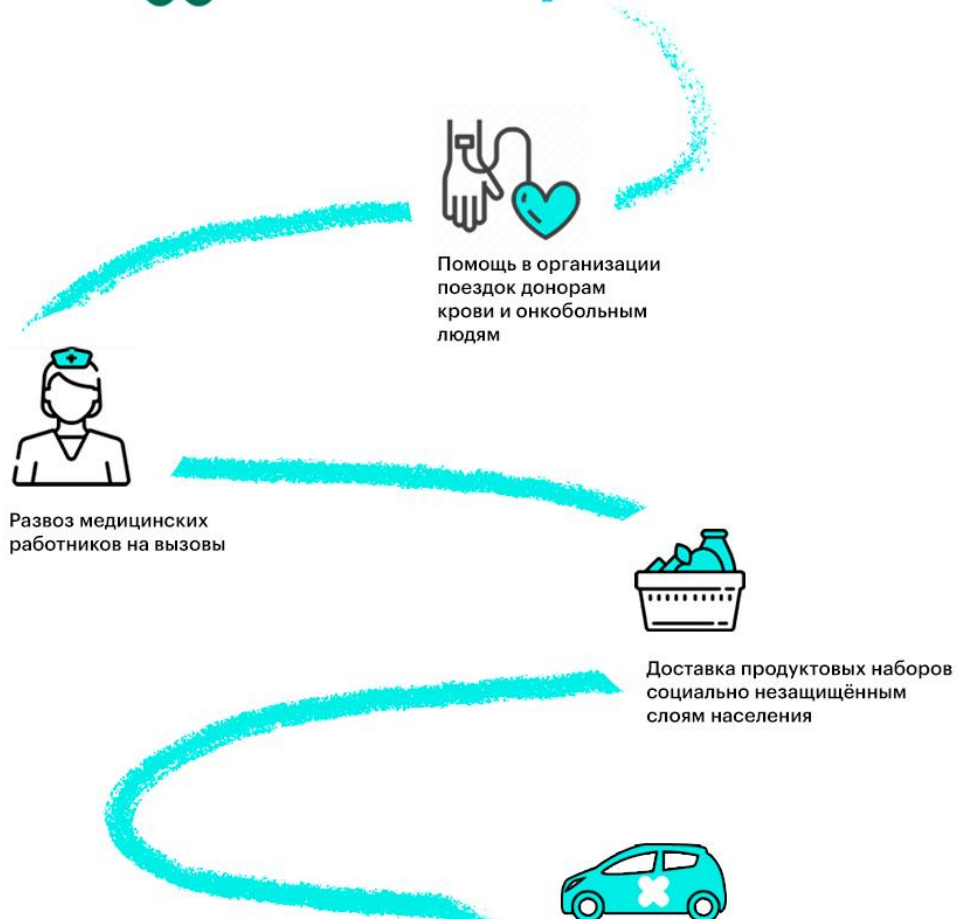 Помощь в организации
поездок донорам
крови и онкобольным
людям
Развоз медицинских
работников на вызовы
Доставка продуктовых наборов
социально незащищённым
слоям населения